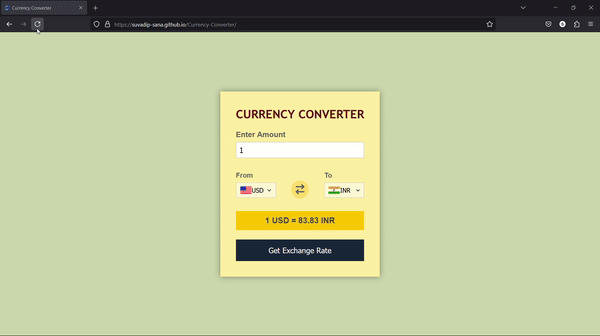 Currency Converter
https://suvadip-sana.github.io/Currency-Converter/
CURRENCY CONVERTER
Enter Amount
1
From To
USD INR
1 USD = 83.83 INR
Get Exchange Rate